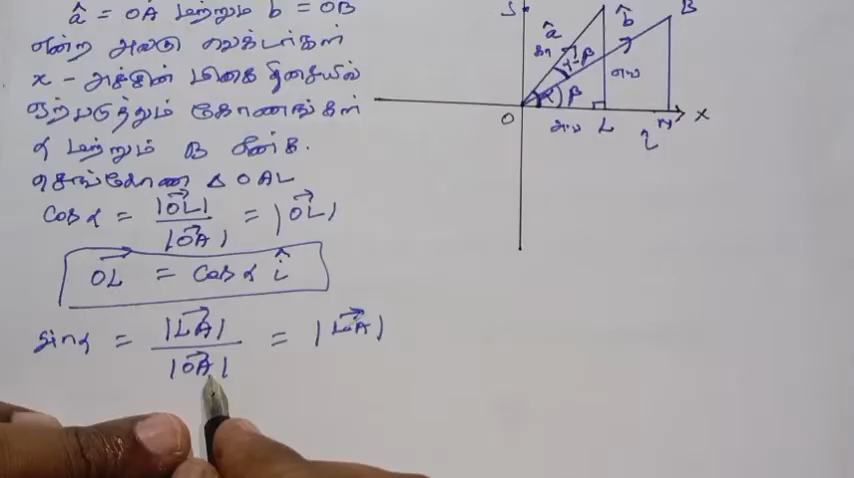 â = OA மற்றும் b̂ = OB
என்ற அலகு வெக்டர்கள்
x - அச்சின் மிகை திசையில்
ஏற்படுத்தும் கோணங்கள்
α மற்றும் β என்க.
செங்கோண Δ OAL
Cos α = |OL| / |OA| = |OL|
OL = Cos α î
sin α = |LA| / |OA| = |LA|
â
b̂
B
α-β
α
β
O
L
x